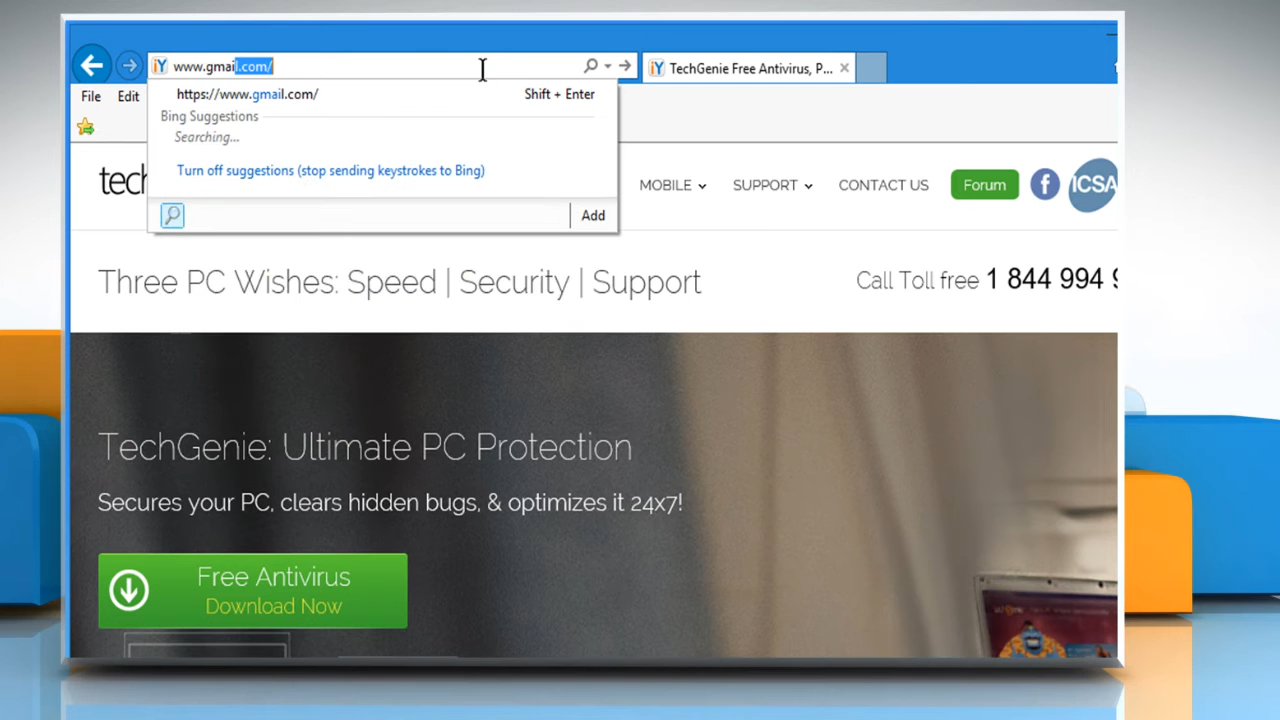 www.gmail.com/
TechGenie Free Antivirus, P...
File Edit
https://www.gmail.com/ Shift + Enter
Bing Suggestions
Searching...
Turn off suggestions (stop sending keystrokes to Bing)
Add
tech
MOBILE SUPPORT CONTACT US Forum f ICSA
Three PC Wishes: Speed | Security | Support
Call Toll free 1 844 994
TechGenie: Ultimate PC Protection
Secures your PC, clears hidden bugs, & optimizes it 24x7!
Free Antivirus
Download Now